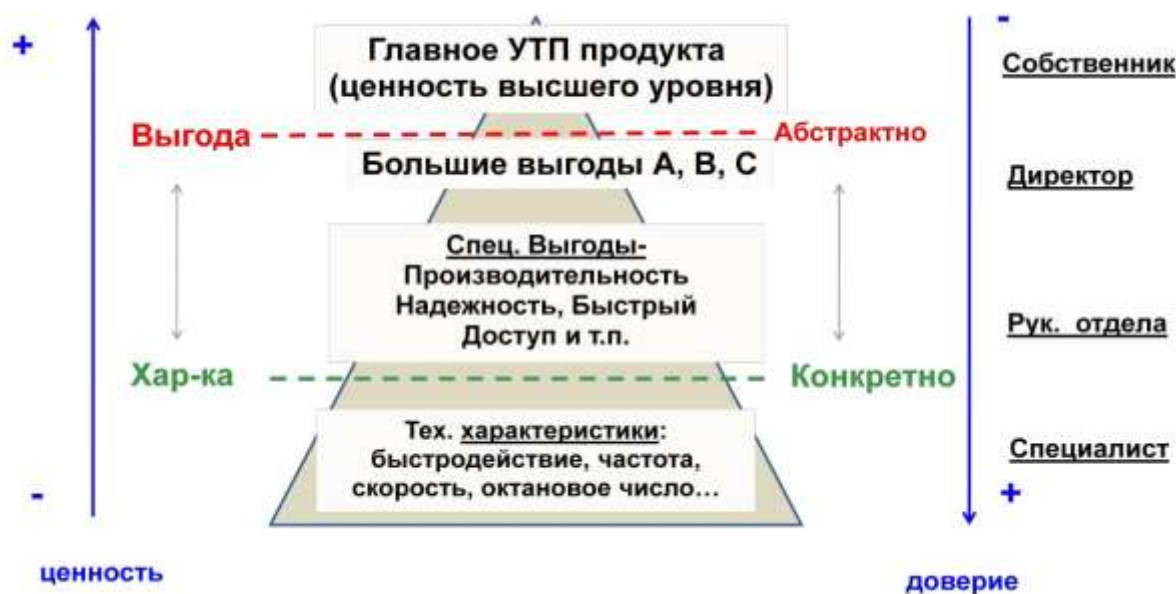 +
-
Главное УТП продукта
(ценность высшего уровня)
Собственник
Выгода
Абстрактно
Большие выгоды А, В, С
Директор
Спец. Выгоды-
Производительность
Надежность, Быстрый
Доступ и т.п.
Рук. отдела
Хар-ка
Конкретно
Тех. характеристики:
быстродействие, частота,
скорость, октановое число...
Специалист
-
+
ценность
доверие